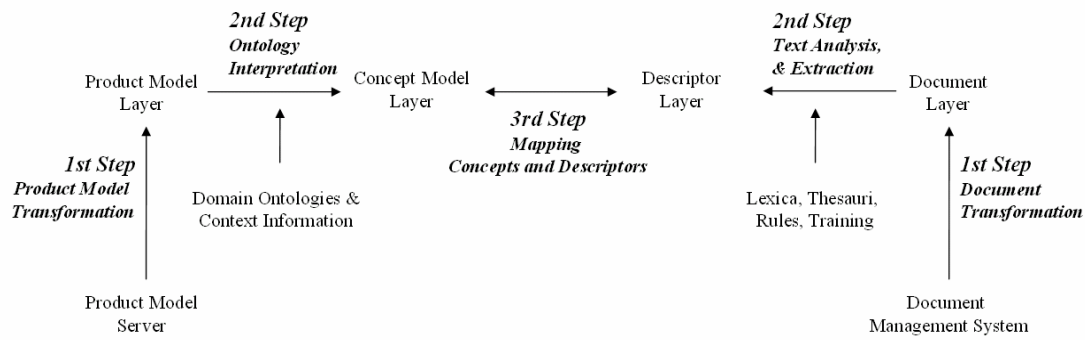 2nd Step
Ontology
Interpretation
2nd Step
Text Analysis,
& Extraction
Product Model
Layer
Concept Model
Layer
Descriptor
Layer
Document
Layer
3rd Step
Mapping
Concepts and Descriptors
1st Step
Product Model
Transformation
1st Step
Document
Transformation
Domain Ontologies &
Context Information
Lexica, Thesauri,
Rules, Training
Product Model
Server
Document
Management System